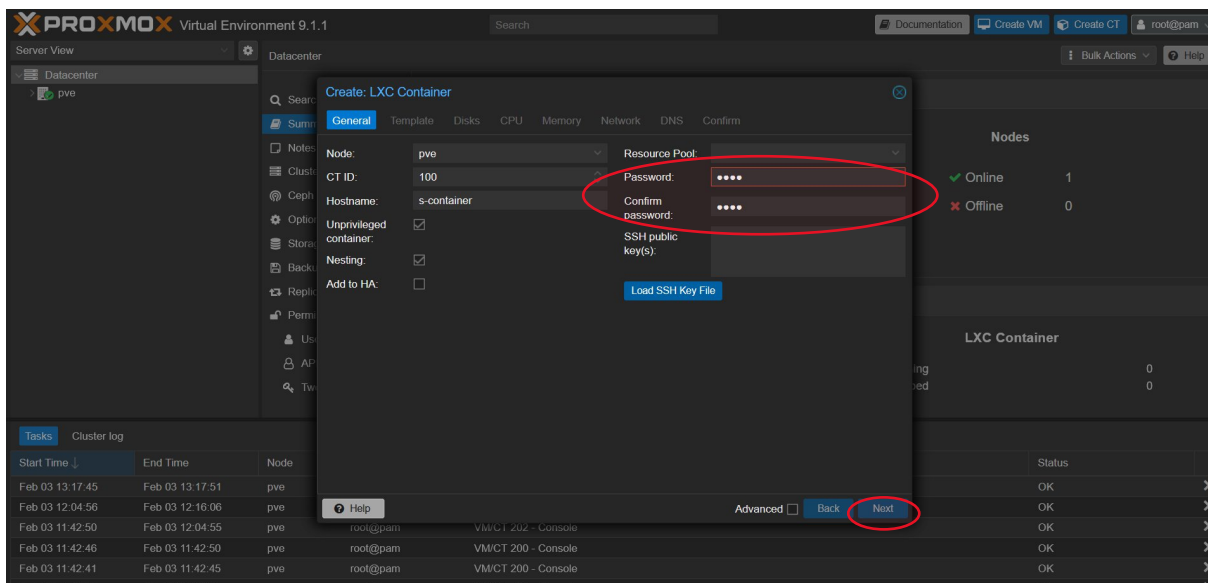 PROXMOX Virtual Environment 9.1.1
Search
Documentation
Create VM
Create CT
root@pam
Server View
Datacenter
Bulk Actions
Help
Datacenter
pve
Create: LXC Container
General Template Disks CPU Memory Network DNS Confirm
Node: pve
CT ID: 100
Hostname: s-container
Unprivileged
container:
Nesting:
Add to HA:
Resource Pool:
Password: ••••
Confirm
password: ••••
SSH public
key(s):
Load SSH Key File
Notes
Ceph
Nodes
Online 1
Offline 0
LXC Container
0
0
Help
Advanced
Back
Next
Tasks Cluster log
Start Time ↓ End Time Node Status
Feb 03 13:17:45 Feb 03 13:17:51 pve OK
Feb 03 12:04:56 Feb 03 12:16:06 pve OK
Feb 03 11:42:50 Feb 03 12:04:55 pve root@pam VM/CT 202 - Console OK
Feb 03 11:42:46 Feb 03 11:42:50 pve root@pam VM/CT 200 - Console OK
Feb 03 11:42:41 Feb 03 11:42:45 pve root@pam VM/CT 200 - Console OK